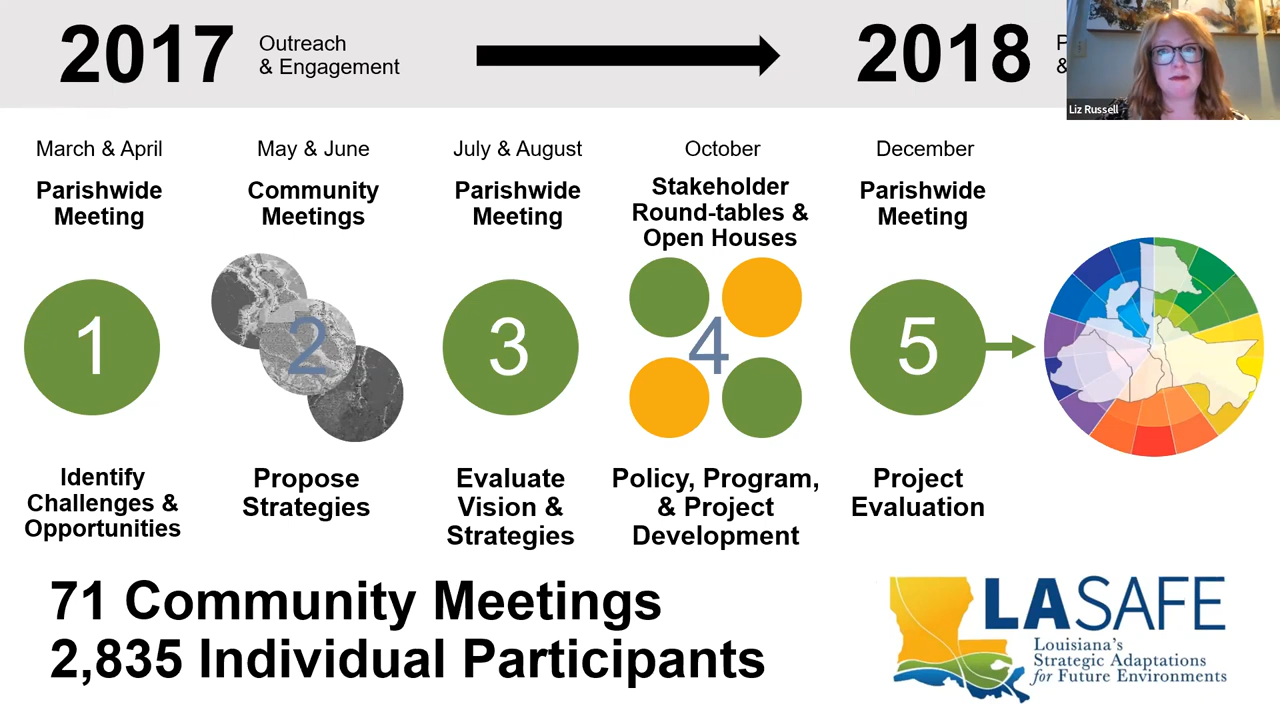 2017
Outreach
& Engagement
2018
P
&
Liz Russell
March & April
Parishwide
Meeting
1
Identify
Challenges &
Opportunities
May & June
Community
Meetings
2
Propose
Strategies
July & August
Parishwide
Meeting
3
Evaluate
Vision &
Strategies
October
Stakeholder
Round-tables &
Open Houses
4
Policy, Program,
& Project
Development
December
Parishwide
Meeting
5
Project
Evaluation
71 Community Meetings
2,835 Individual Participants
LA SAFE
Louisiana's
Strategic Adaptations
for Future Environments